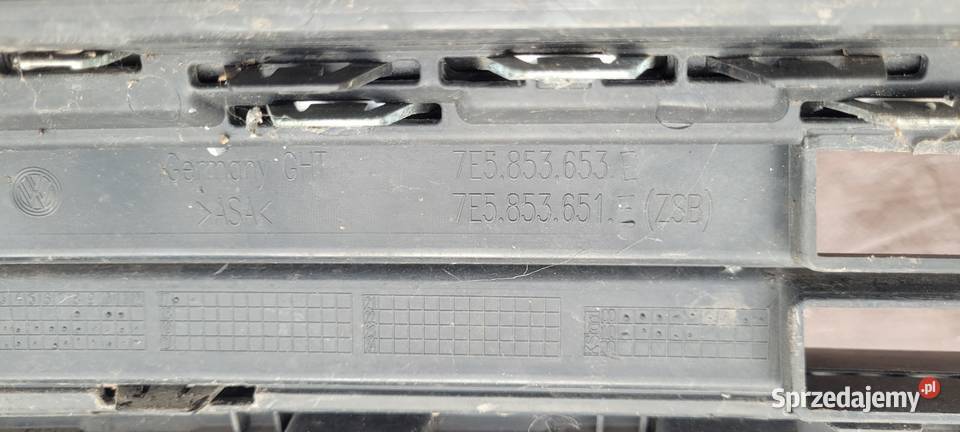 Germany GHT 7E5.853.653.E
>ASA< 7E5.853.651.E (ZSB)
Sprzedajemy.pl